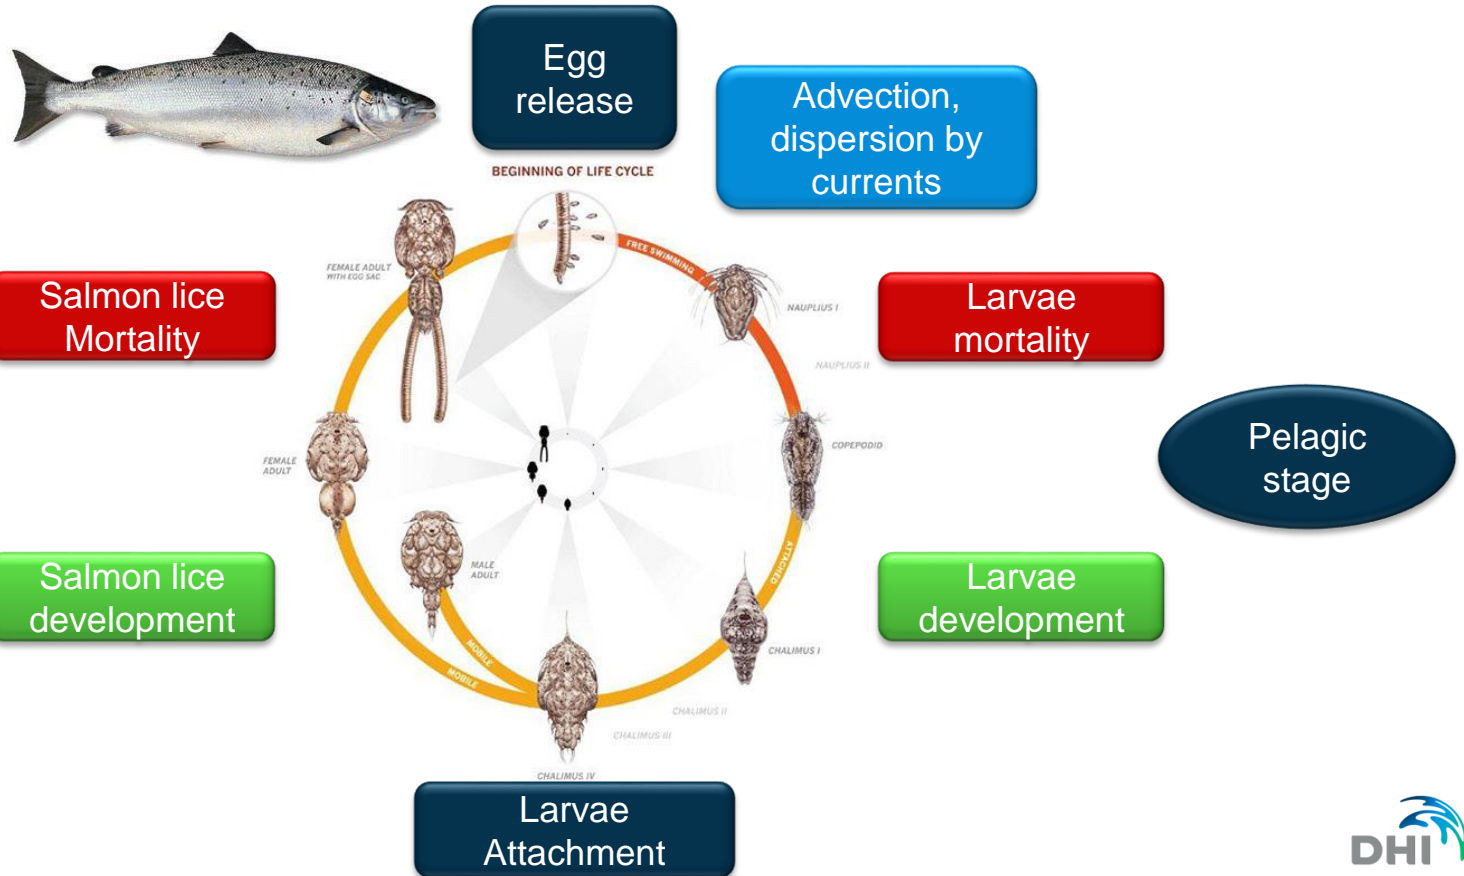 Egg
release
Advection,
dispersion by
currents
BEGINNING OF LIFE CYCLE
FREE SWIMMING
FEMALE ADULT
WITH EGG SAC
NAUPLIUS I
Salmon lice
Mortality
Larvae
mortality
NAUPLIUS II
Pelagic
stage
COPEPODID
FEMALE
ADULT
MALE
ADULT
ATTACHED
Salmon lice
development
Larvae
development
MOBILE
MOBILE
CHALIMUS I
CHALIMUS II
CHALIMUS III
CHALIMUS IV
Larvae
Attachment
DHI